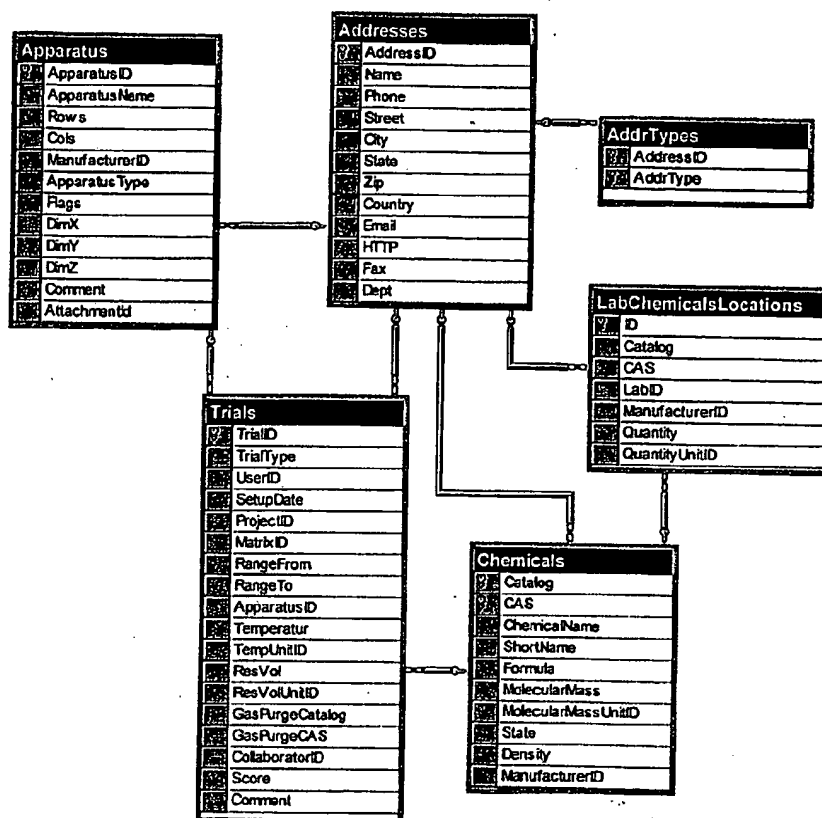 Apparatus
ApparatusID
ApparatusName
Rows
Cols
ManufacturerID
ApparatusType
Flags
DimX
DimY
DimZ
Comment
AttachmentId
Addresses
AddressID
Name
Phone
Street
City
State
Zip
Country
Email
HTTP
Fax
Dept
AddrTypes
AddressID
AddrType
LabChemicalsLocations
ID
Catalog
CAS
LabID
ManufacturerID
Quantity
QuantityUnitID
Trials
TrialID
TrialType
UserID
SetupDate
ProjectID
MatrixID
RangeFrom
RangeTo
ApparatusID
Temperatur
TempUnitID
ResVol
ResVolUnitID
GasPurgeCatalog
GasPurgeCAS
CollaboratorID
Score
Comment
Chemicals
Catalog
CAS
ChemicalName
ShortName
Formula
MolecularMass
MolecularMassUnitID
State
Density
ManufacturerID